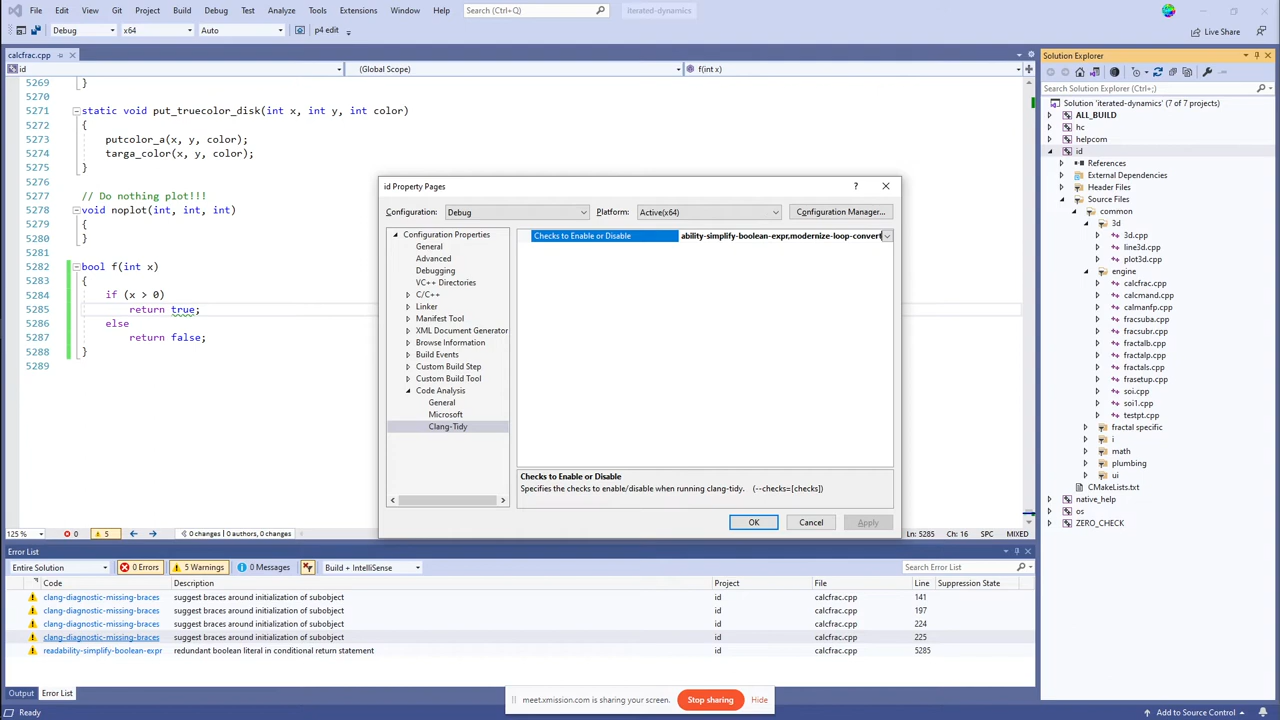 File Edit View Git Project Build Debug Test Analyze Tools Extensions Window Help Search (Ctrl+Q) iterated-dynamics
Debug x64 Auto p4 edit Live Share
calcfrac.cpp
id (Global Scope) f(int x)
5269 }
5270
5271 static void put_truecolor_disk(int x, int y, int color)
5272 {
5273 putcolor_a(x, y, color);
5274 targa_color(x, y, color);
5275 }
5276
5277 // Do nothing plot!!!
5278 void noplot(int, int, int)
5279 {
5280 }
5281
5282 bool f(int x)
5283 {
5284 if (x > 0)
5285 return true;
5286 else
5287 return false;
5288 }
5289
125 % 0 5 0 changes | 0 authors, 0 changes Ln: 5285 Ch: 16 SPC MIXED
id Property Pages
Configuration: Debug Platform: Active(x64) Configuration Manager...
Configuration Properties
General
Advanced
Debugging
VC++ Directories
C/C++
Linker
Manifest Tool
XML Document Generator
Browse Information
Build Events
Custom Build Step
Custom Build Tool
Code Analysis
General
Microsoft
Clang-Tidy
Checks to Enable or Disable ability-simplify-boolean-expr,modernize-loop-convert
Checks to Enable or Disable
Specifies the checks to enable/disable when running clang-tidy. (--checks=[checks])
OK Cancel Apply
Solution Explorer
Search Solution Explorer (Ctrl+;)
Solution 'iterated-dynamics' (7 of 7 projects)
ALL_BUILD
hc
helpcom
id
References
External Dependencies
Header Files
Source Files
common
3d
3d.cpp
line3d.cpp
plot3d.cpp
engine
calcfrac.cpp
calcmand.cpp
calmanfp.cpp
fracsuba.cpp
fracsubr.cpp
fractalb.cpp
fractalp.cpp
fractals.cpp
frasetup.cpp
soi.cpp
soi1.cpp
testpt.cpp
fractal specific
i
math
plumbing
ui
CMakeLists.txt
native_help
os
ZERO_CHECK
Error List
Entire Solution 0 Errors 5 Warnings 0 Messages Build + IntelliSense Search Error List
Code Description Project File Line Suppression State
clang-diagnostic-missing-braces suggest braces around initialization of subobject id calcfrac.cpp 141
clang-diagnostic-missing-braces suggest braces around initialization of subobject id calcfrac.cpp 197
clang-diagnostic-missing-braces suggest braces around initialization of subobject id calcfrac.cpp 224
clang-diagnostic-missing-braces suggest braces around initialization of subobject id calcfrac.cpp 225
readability-simplify-boolean-expr redundant boolean literal in conditional return statement id calcfrac.cpp 5285
Output Error List
meet.xmission.com is sharing your screen. Stop sharing Hide
Ready Add to Source Control